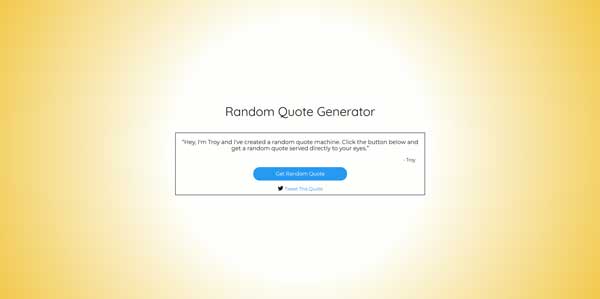 Random Quote Generator
"Hey, I'm Troy and I've created a random quote machine. Click the button below and
get a random quote served directly to your eyes."
- Troy
Get Random Quote
Tweet This Quote